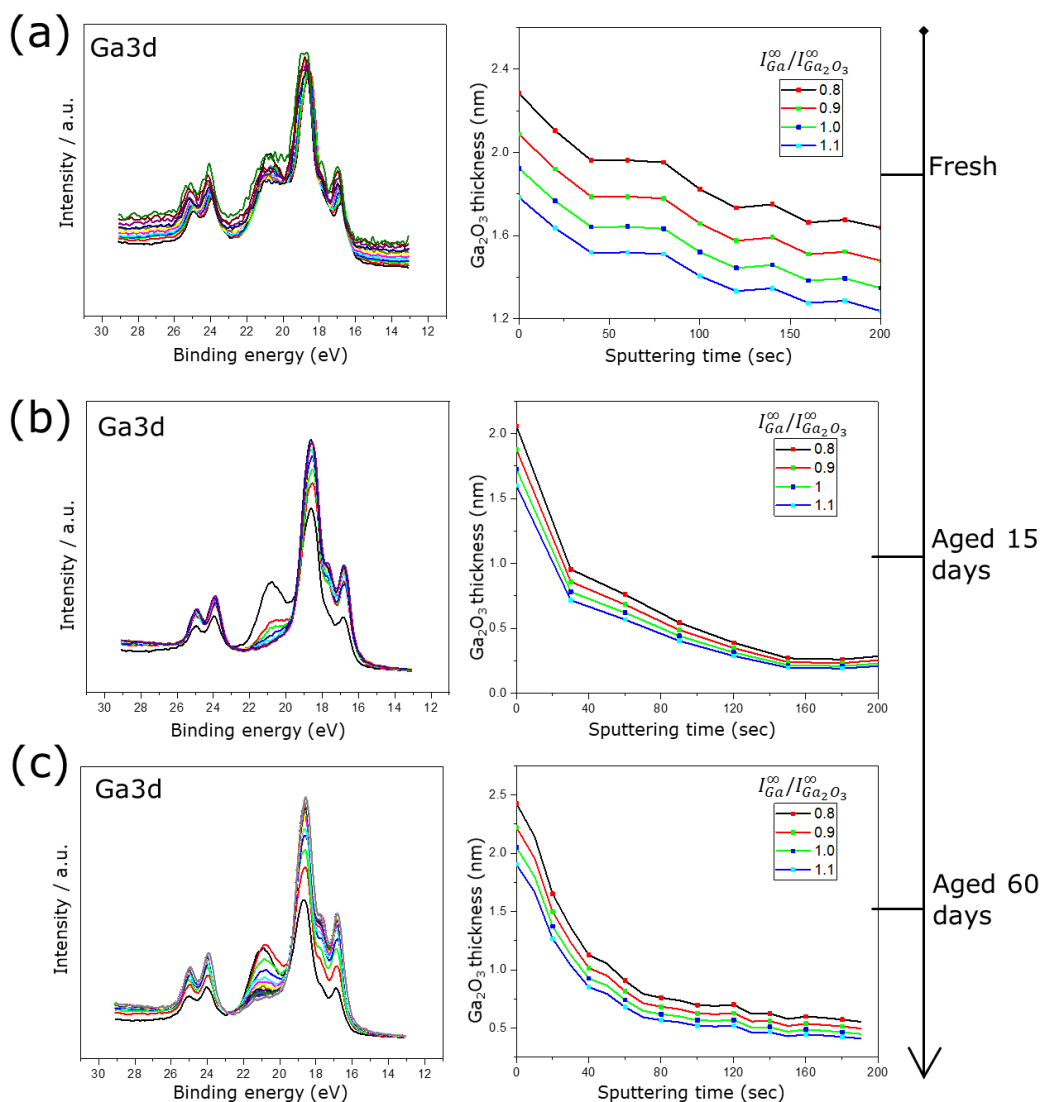 (a)
Ga3d
Intensity / a.u.
30 28 26 24 22 20 18 16 14 12
Binding energy (eV)
Ga₂O₃ thickness (nm)
2.4
2.0
1.6
1.2
0 50 100 150 200
Sputtering time (sec)
I∞Ga/I∞Ga₂O₃
0.8
0.9
1.0
1.1
Fresh
(b)
Ga3d
Intensity / a.u.
30 28 26 24 22 20 18 16 14 12
Binding energy (eV)
Ga₂O₃ thickness (nm)
2.0
1.5
1.0
0.5
0.0
0 40 80 120 160 200
Sputtering time (sec)
I∞Ga/I∞Ga₂O₃
0.8
0.9
1
1.1
Aged 15
days
(c)
Ga3d
Intensity / a.u.
30 28 26 24 22 20 18 16 14 12
Binding energy (eV)
Ga₂O₃ thickness (nm)
2.5
2.0
1.5
1.0
0.5
0 40 80 120 160 200
Sputtering time (sec)
I∞Ga/I∞Ga₂O₃
0.8
0.9
1.0
1.1
Aged 60
days